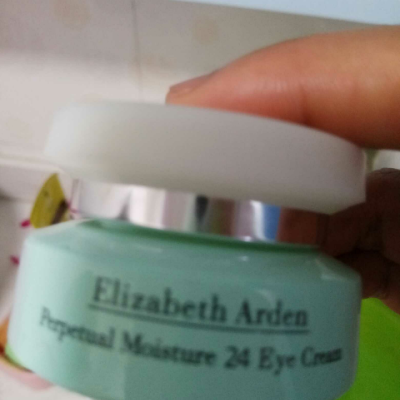 Elizabeth Arden
Perpetual Moisture 24 Eye Cream